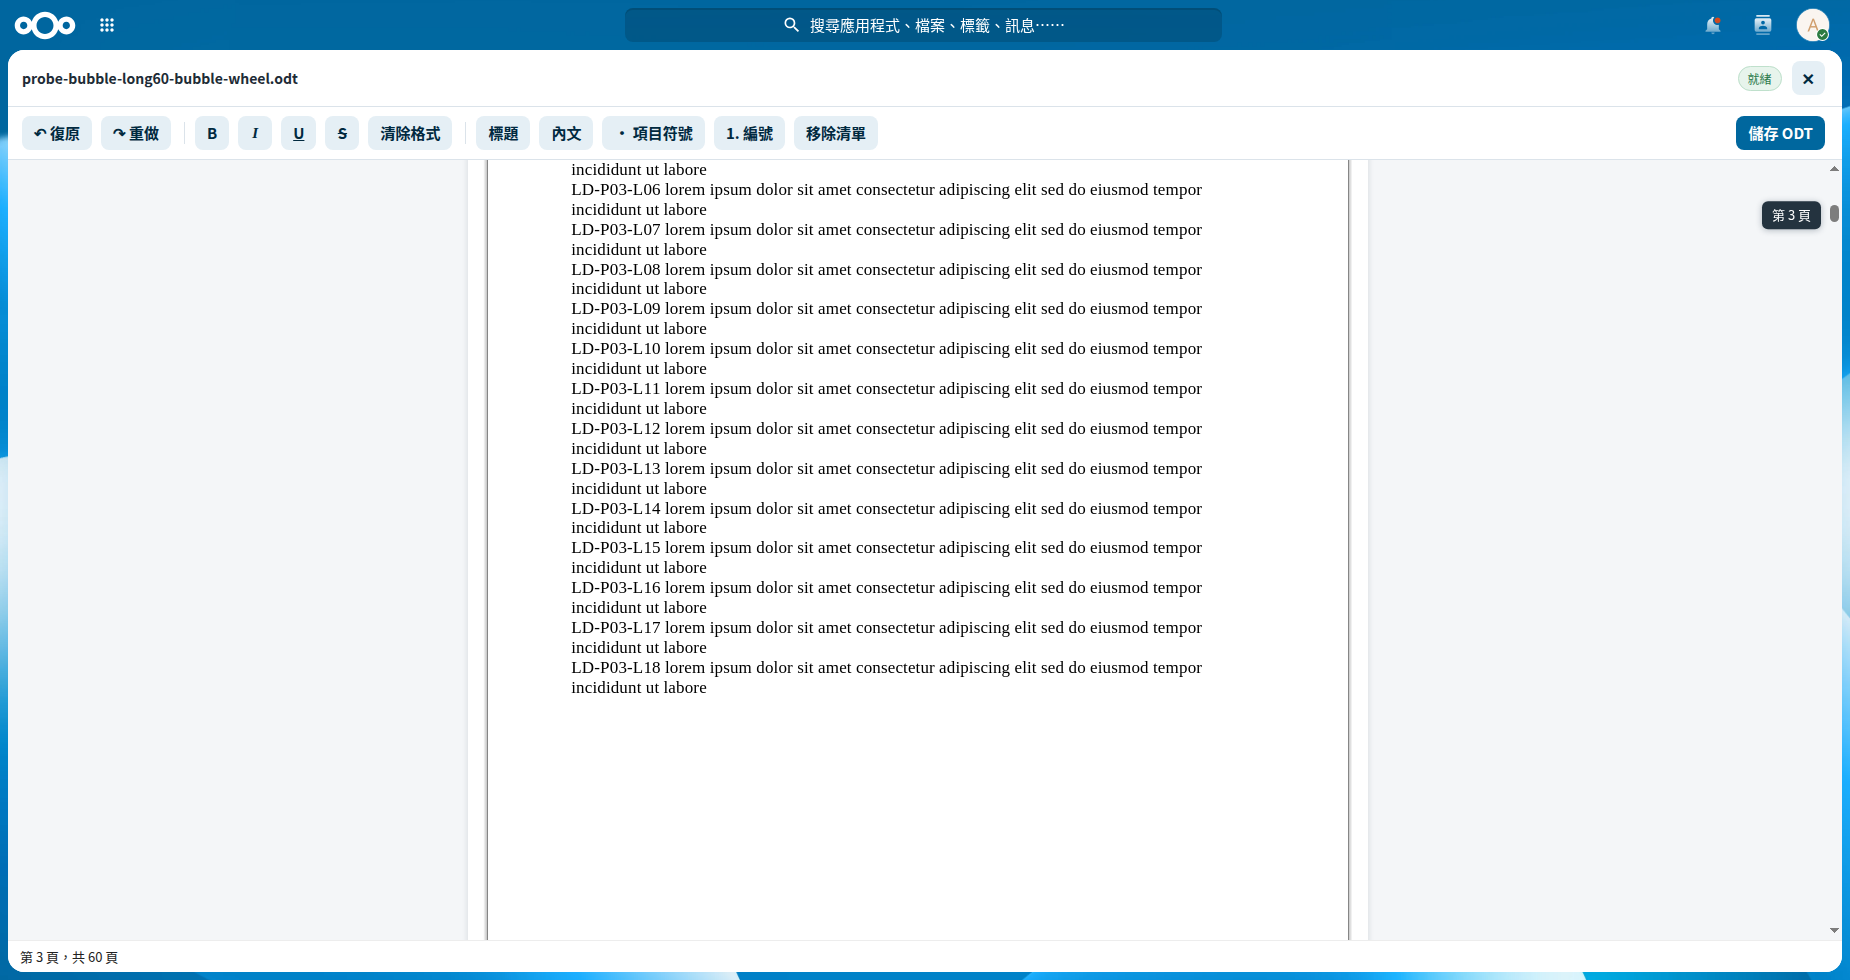 搜尋應用程式、檔案、標籤、訊息⋯⋯
A
probe-bubble-long60-bubble-wheel.odt
就緒
×
↶ 復原
↷ 重做
B
I
U
S
清除格式
標題
內文
• 項目符號
1. 編號
移除清單
儲存 ODT
incididunt ut labore
LD-P03-L06 lorem ipsum dolor sit amet consectetur adipiscing elit sed do eiusmod tempor
incididunt ut labore
LD-P03-L07 lorem ipsum dolor sit amet consectetur adipiscing elit sed do eiusmod tempor
incididunt ut labore
LD-P03-L08 lorem ipsum dolor sit amet consectetur adipiscing elit sed do eiusmod tempor
incididunt ut labore
LD-P03-L09 lorem ipsum dolor sit amet consectetur adipiscing elit sed do eiusmod tempor
incididunt ut labore
LD-P03-L10 lorem ipsum dolor sit amet consectetur adipiscing elit sed do eiusmod tempor
incididunt ut labore
LD-P03-L11 lorem ipsum dolor sit amet consectetur adipiscing elit sed do eiusmod tempor
incididunt ut labore
LD-P03-L12 lorem ipsum dolor sit amet consectetur adipiscing elit sed do eiusmod tempor
incididunt ut labore
LD-P03-L13 lorem ipsum dolor sit amet consectetur adipiscing elit sed do eiusmod tempor
incididunt ut labore
LD-P03-L14 lorem ipsum dolor sit amet consectetur adipiscing elit sed do eiusmod tempor
incididunt ut labore
LD-P03-L15 lorem ipsum dolor sit amet consectetur adipiscing elit sed do eiusmod tempor
incididunt ut labore
LD-P03-L16 lorem ipsum dolor sit amet consectetur adipiscing elit sed do eiusmod tempor
incididunt ut labore
LD-P03-L17 lorem ipsum dolor sit amet consectetur adipiscing elit sed do eiusmod tempor
incididunt ut labore
LD-P03-L18 lorem ipsum dolor sit amet consectetur adipiscing elit sed do eiusmod tempor
incididunt ut labore
第 3 頁
第 3 頁，共 60 頁